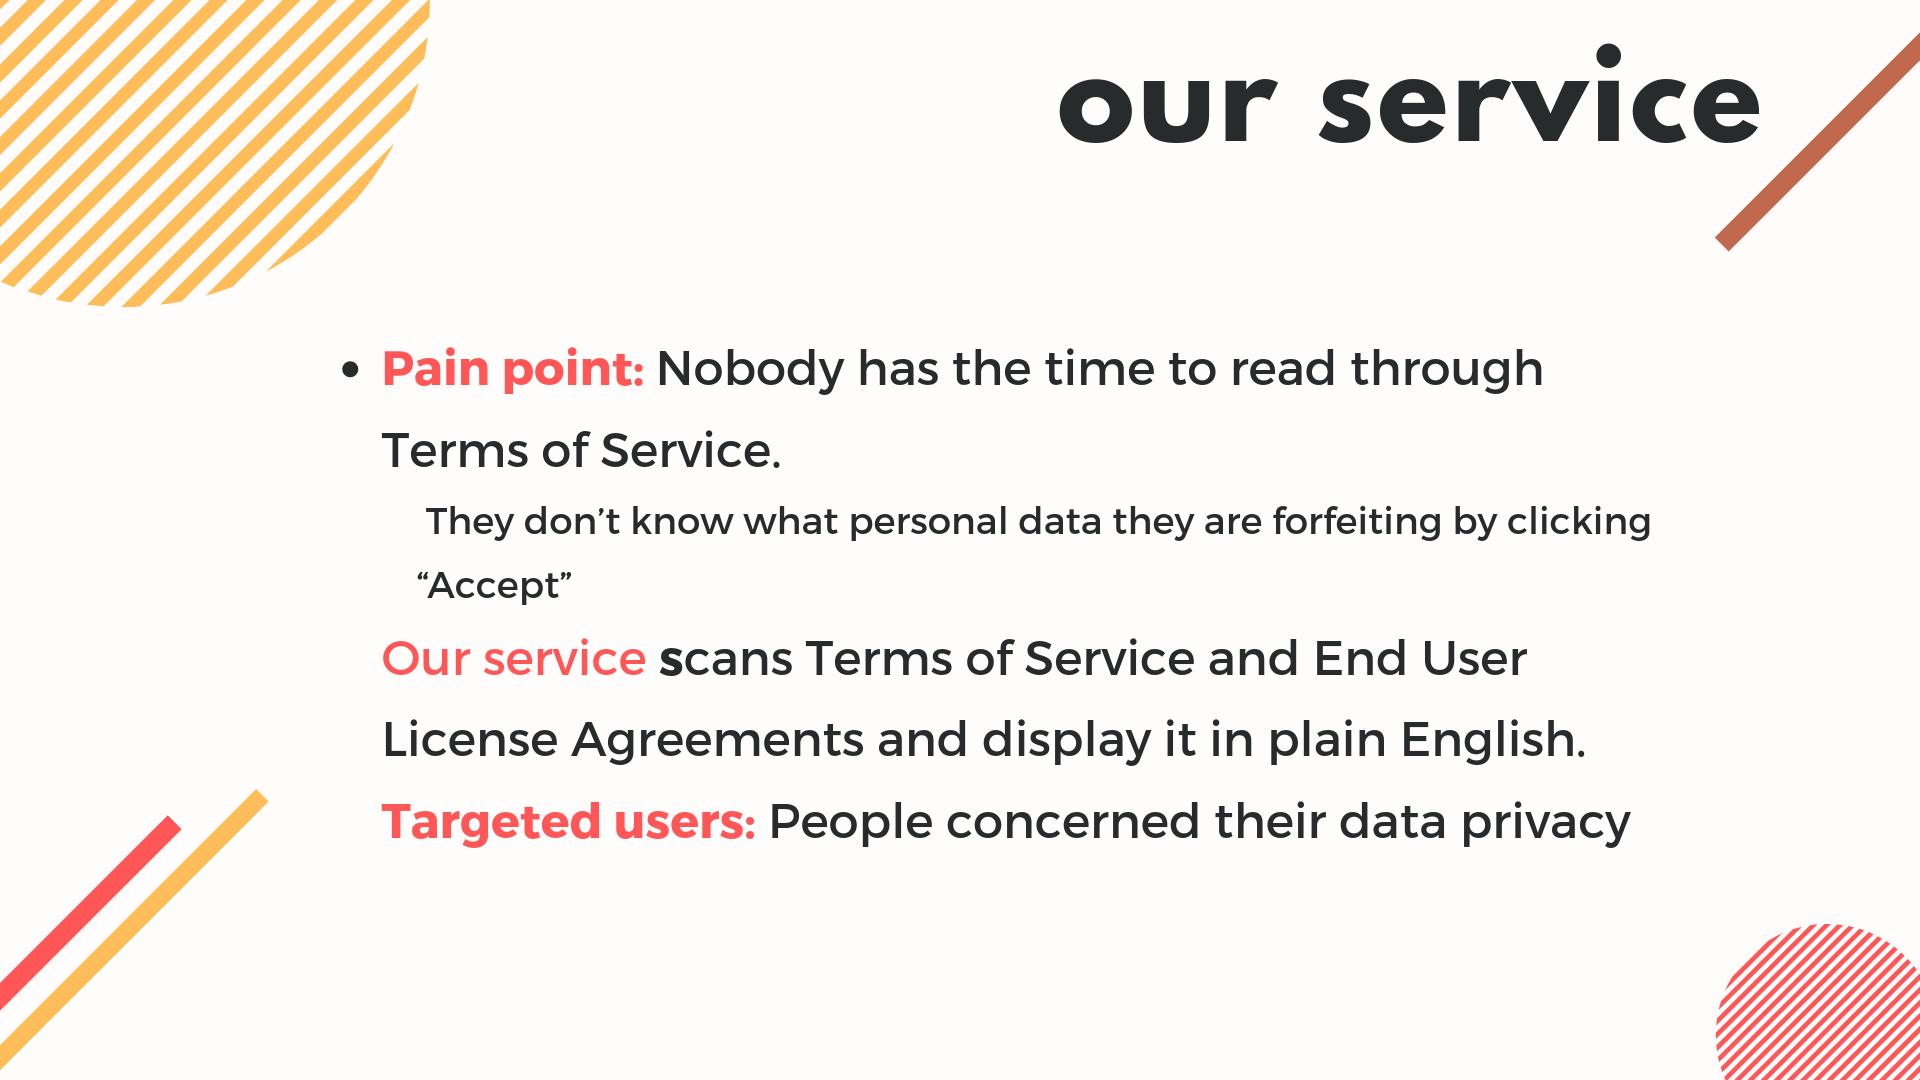 our service
• Pain point: Nobody has the time to read through
Terms of Service.
They don’t know what personal data they are forfeiting by clicking
“Accept”
Our service scans Terms of Service and End User
License Agreements and display it in plain English.
Targeted users: People concerned their data privacy